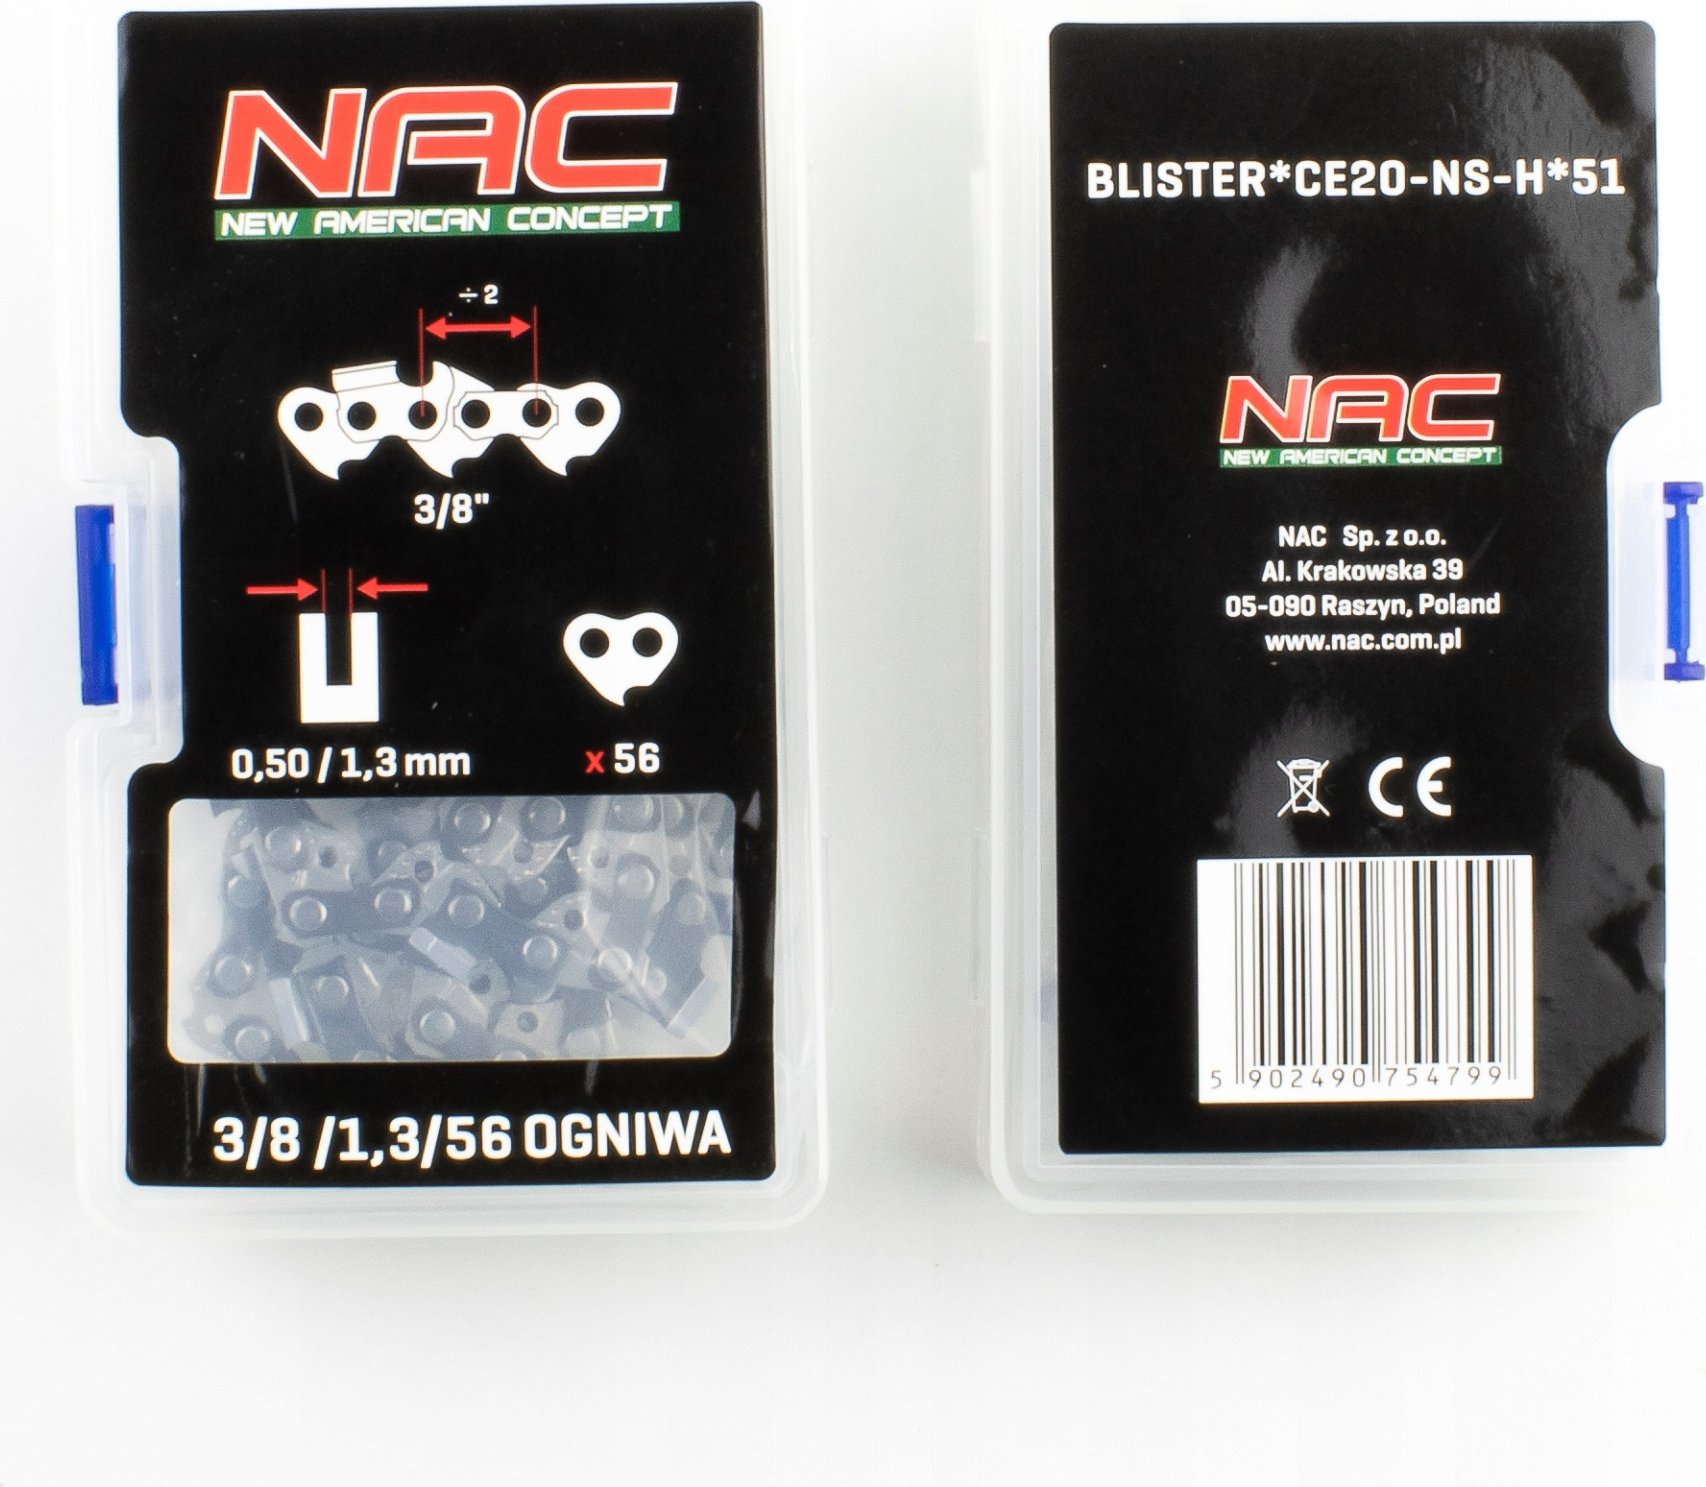 NAC
NEW AMERICAN CONCEPT
÷ 2
3/8"
0,50 / 1,3 mm
x 56
3/8 /1,3/56 OGNIWA
BLISTER*CE20-NS-H*51
NAC
NEW AMERICAN CONCEPT
NAC Sp. z o.o.
Al. Krakowska 39
05-090 Raszyn, Poland
www.nac.com.pl
CE
5 902490 754799